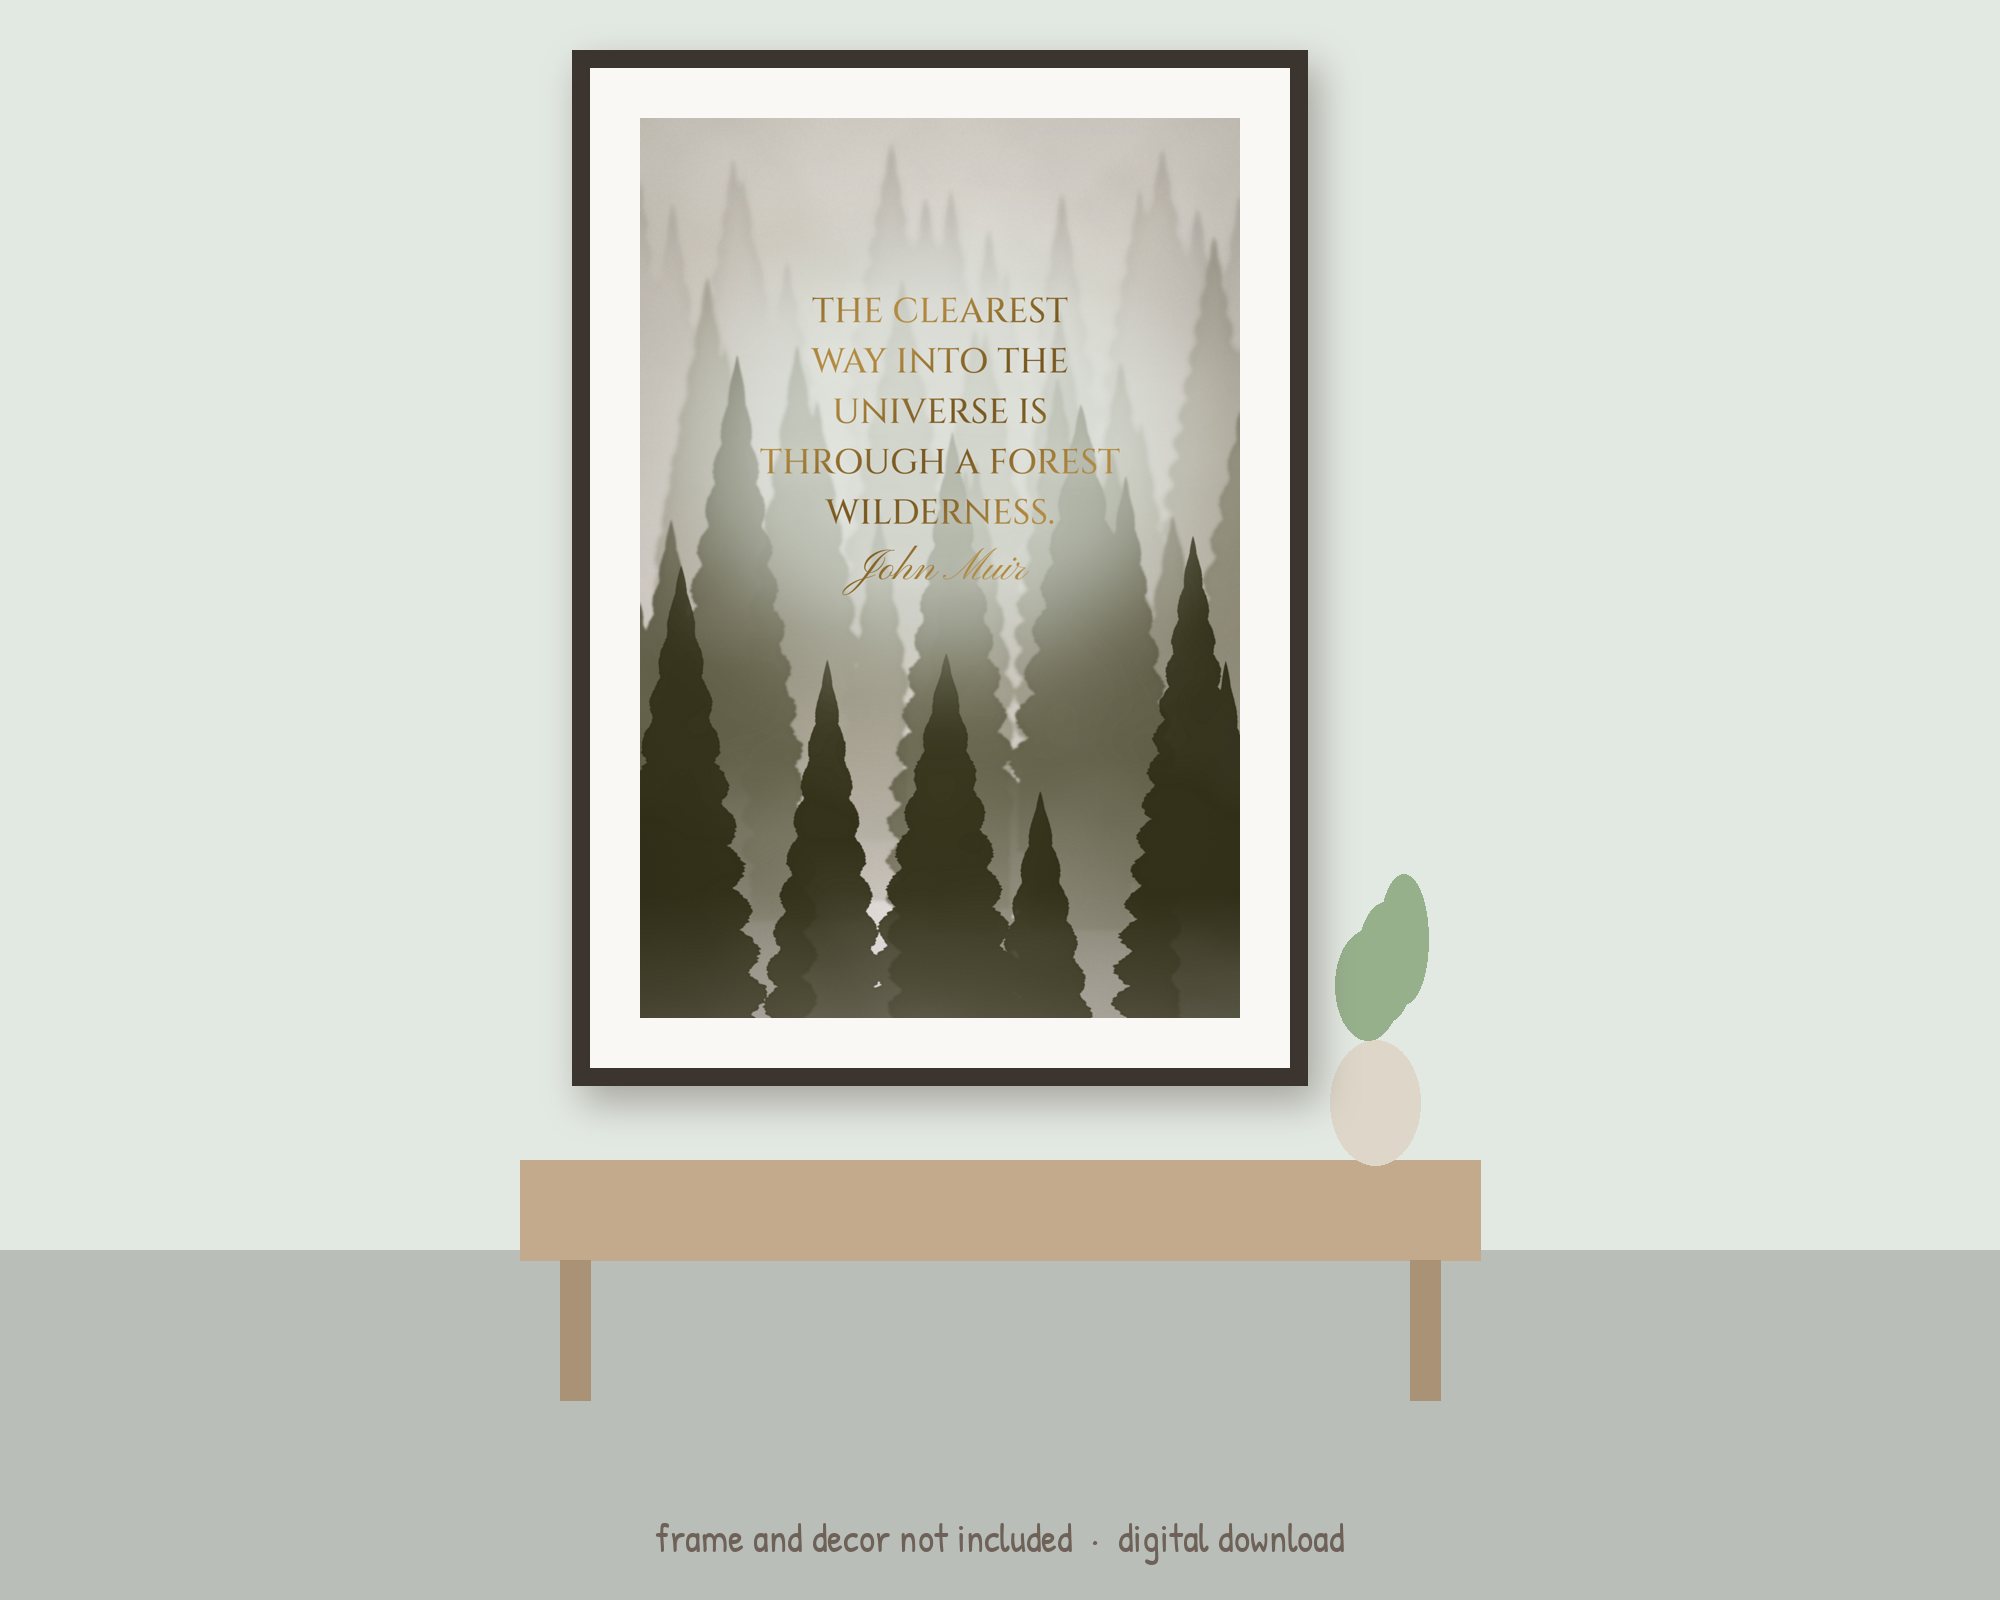 THE CLEAREST
WAY INTO THE
UNIVERSE IS
THROUGH A FOREST
WILDERNESS.
John Muir
frame and decor not included · digital download